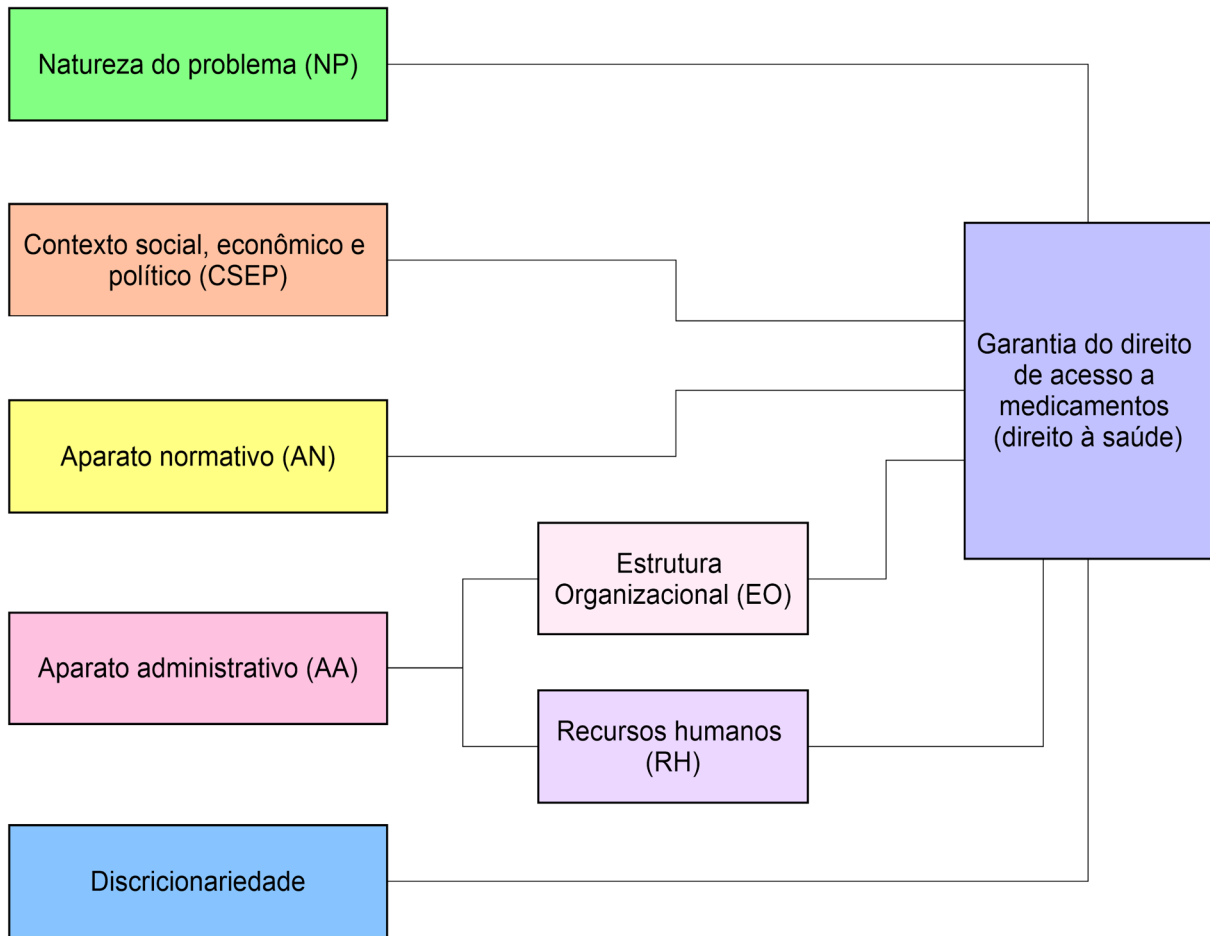 Natureza do problema (NP)
Contexto social, econômico e
político (CSEP)
Aparato normativo (AN)
Aparato administrativo (AA)
Discricionariedade
Estrutura
Organizacional (EO)
Recursos humanos
(RH)
Garantia do direito
de acesso a
medicamentos
(direito à saúde)